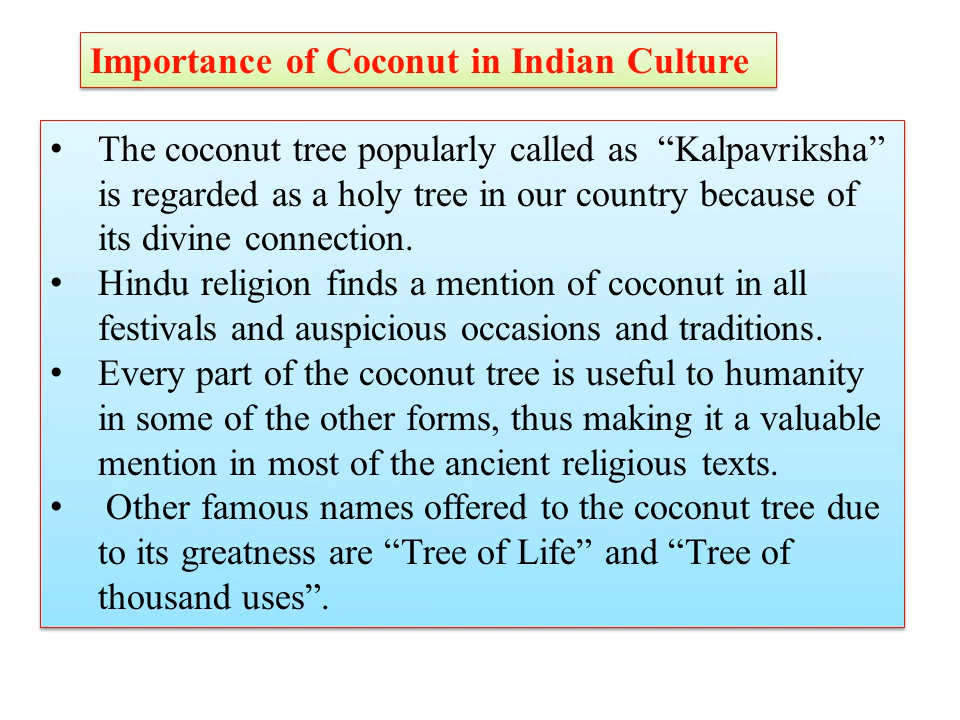 Importance of Coconut in Indian Culture
• The coconut tree popularly called as “Kalpavriksha”
is regarded as a holy tree in our country because of
its divine connection.
• Hindu religion finds a mention of coconut in all
festivals and auspicious occasions and traditions.
• Every part of the coconut tree is useful to humanity
in some of the other forms, thus making it a valuable
mention in most of the ancient religious texts.
• Other famous names offered to the coconut tree due
to its greatness are “Tree of Life” and “Tree of
thousand uses”.